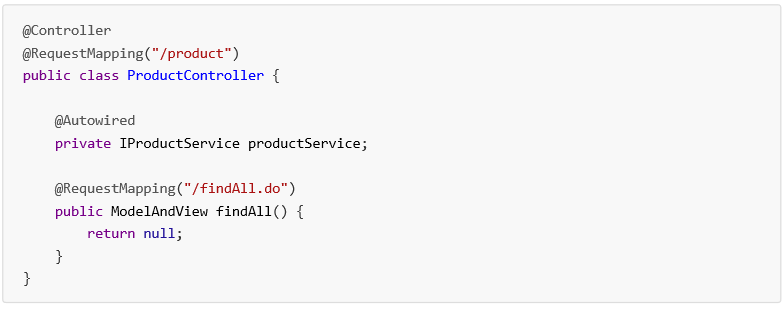 @Controller
@RequestMapping("/product")
public class ProductController {
@Autowired
private IProductService productService;
@RequestMapping("/findAll.do")
public ModelAndView findAll() {
return null;
}
}